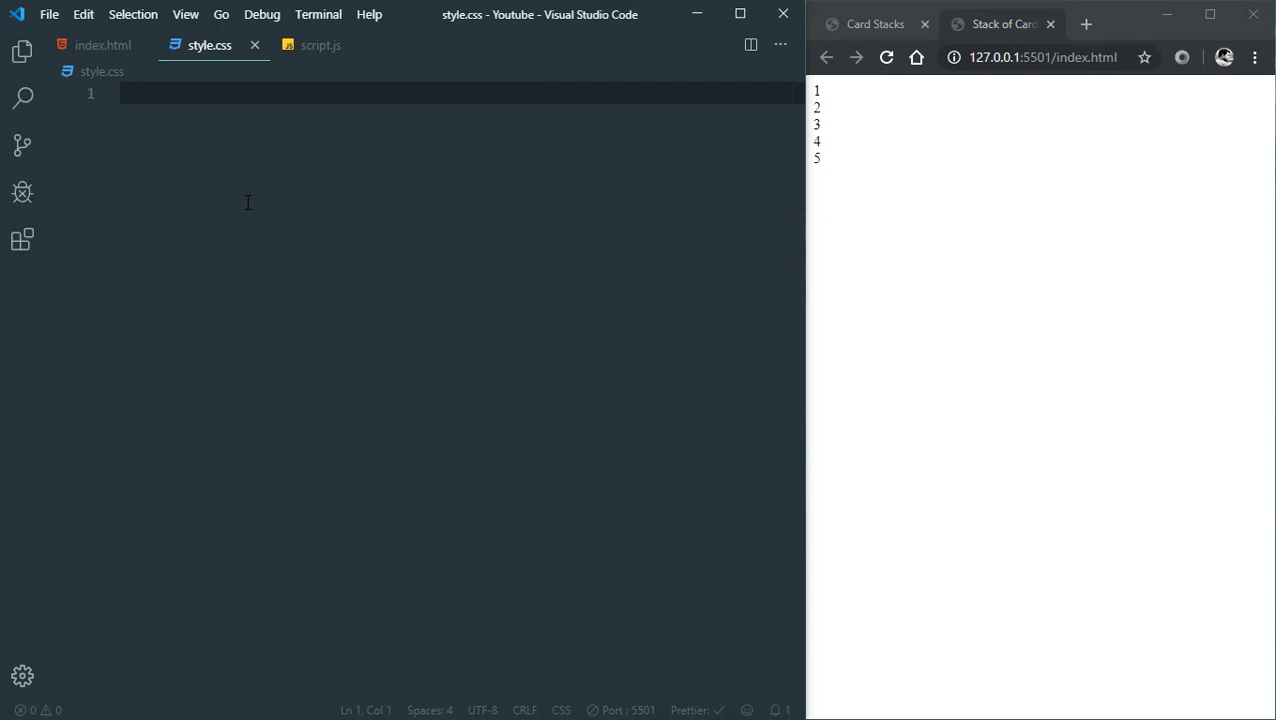 File Edit Selection View Go Debug Terminal Help style.css - Youtube - Visual Studio Code
index.html style.css script.js
style.css
1
Ln 1, Col 1 Spaces: 4 UTF-8 CRLF CSS Port : 5501 Prettier: 1
0 0
Card Stacks Stack of Card
127.0.0.1:5501/index.html
1
2
3
4
5